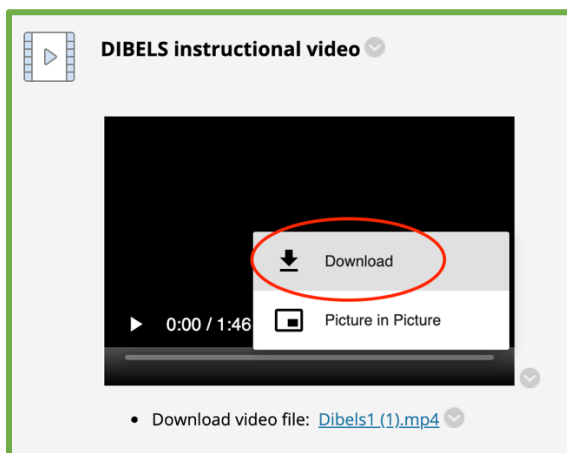 DIBELS instructional video
Download
0:00 / 1:46
Picture in Picture
• Download video file: Dibels1 (1).mp4